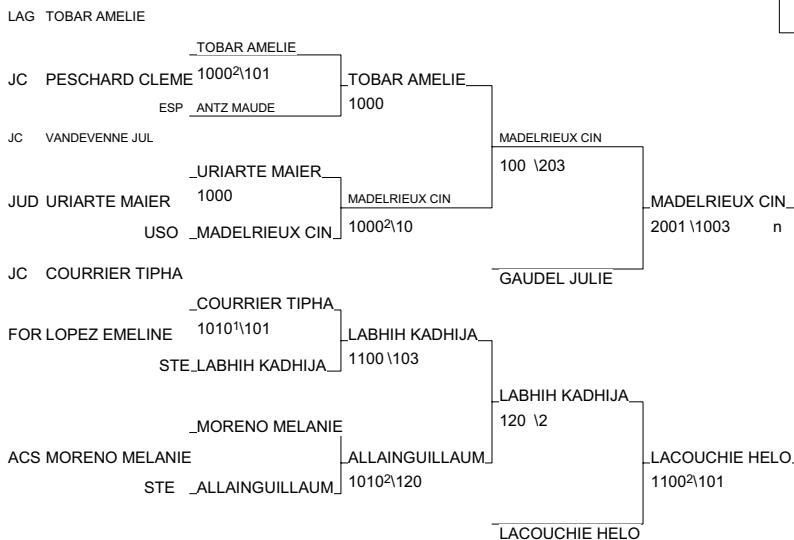 LAG TOBAR AMELIE
TOBAR AMELIE
JC PESCHARD CLEME 1000²\101 TOBAR AMELIE
ESP ANTZ MAUDE 1000
JC VANDEVENNE JUL MADELRIEUX CIN
100 \203
URIARTE MAIER
JUD URIARTE MAIER 1000 MADELRIEUX CIN MADELRIEUX CIN
USO MADELRIEUX CIN 1000²\10 2001 \1003 n
JC COURRIER TIPHA GAUDEL JULIE
COURRIER TIPHA
FOR LOPEZ EMELINE 1010¹\101 LABHIH KADHIJA
STE LABHIH KADHIJA 1100 \103
LABHIH KADHIJA
120 \2
MORENO MELANIE
ACS MORENO MELANIE ALLAINGUILLAUM LACOUCHIE HELO
STE ALLAINGUILLAUM 1010²\120 1100²\101
LACOUCHIE HELO